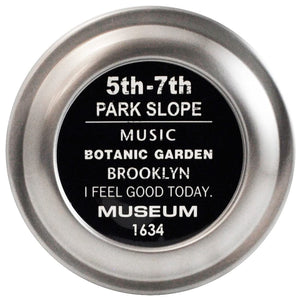 5th-7th
PARK SLOPE
MUSIC
BOTANIC GARDEN
BROOKLYN
I FEEL GOOD TODAY.
MUSEUM
1634